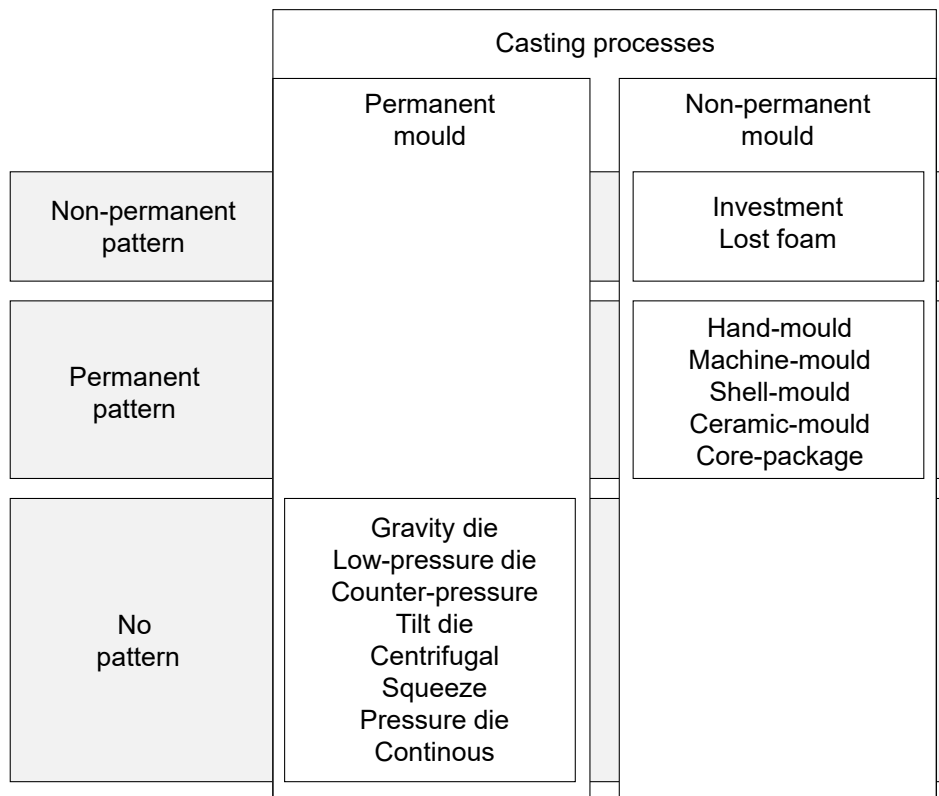 Casting processes
Permanent
mould
Non-permanent
mould
Non-permanent
pattern
Investment
Lost foam
Permanent
pattern
Hand-mould
Machine-mould
Shell-mould
Ceramic-mould
Core-package
No
pattern
Gravity die
Low-pressure die
Counter-pressure
Tilt die
Centrifugal
Squeeze
Pressure die
Continous